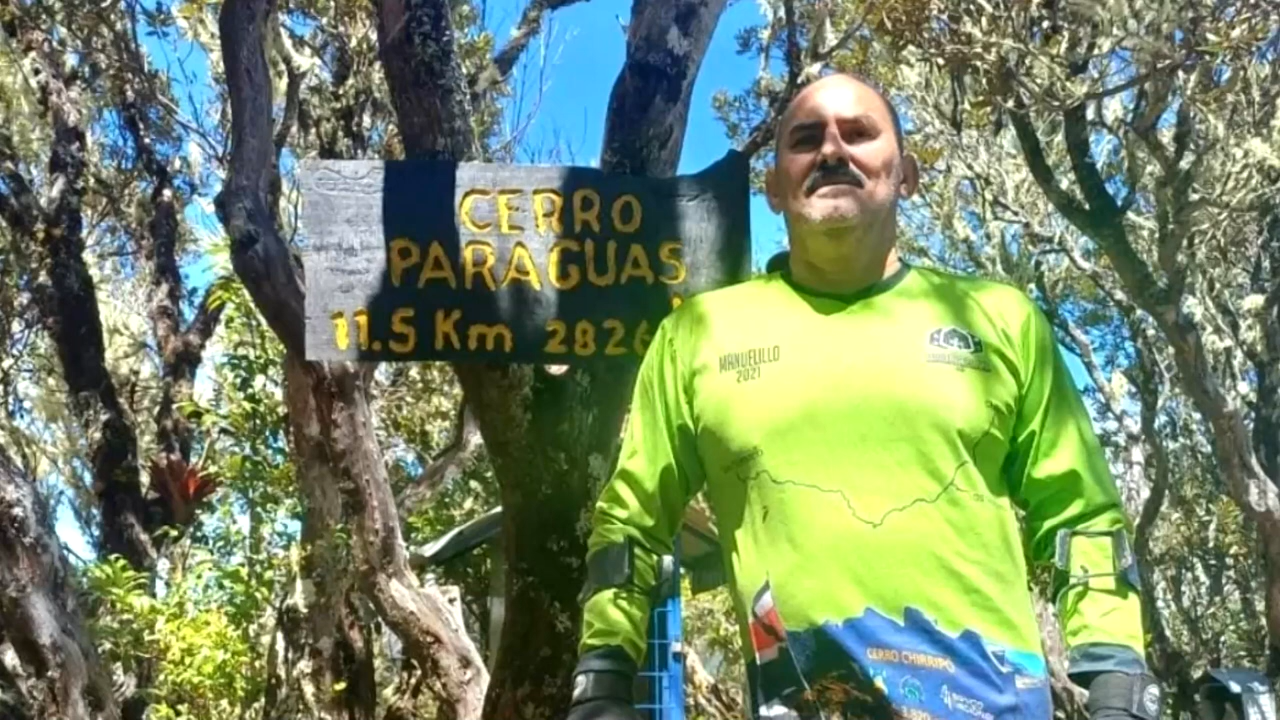 CERRO
PARAGUAS
11.5 Km 2826
MANUELILLO
2021
CERRO CHIRRIPÓ